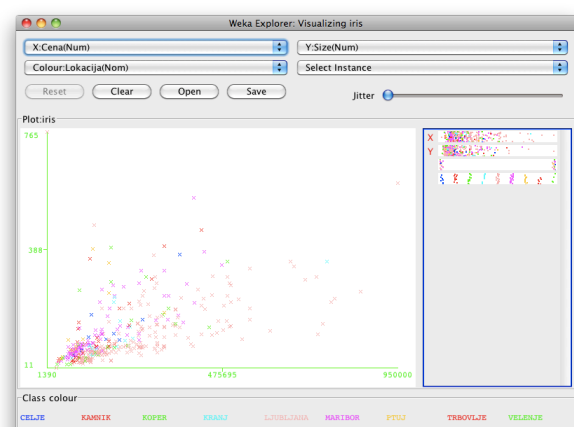 Weka Explorer: Visualizing iris
X:Cena(Num) Y:Size(Num)
Colour:Lokacija(Nom) Select Instance
Reset Clear Open Save Jitter
Plot:iris
765
388
11
1390 475695 950000
X
Y
Class colour
CELJE KAMNIK KOPER KRANJ LJUBLJANA MARIBOR PTUJ TRBOVLJE VELENJE